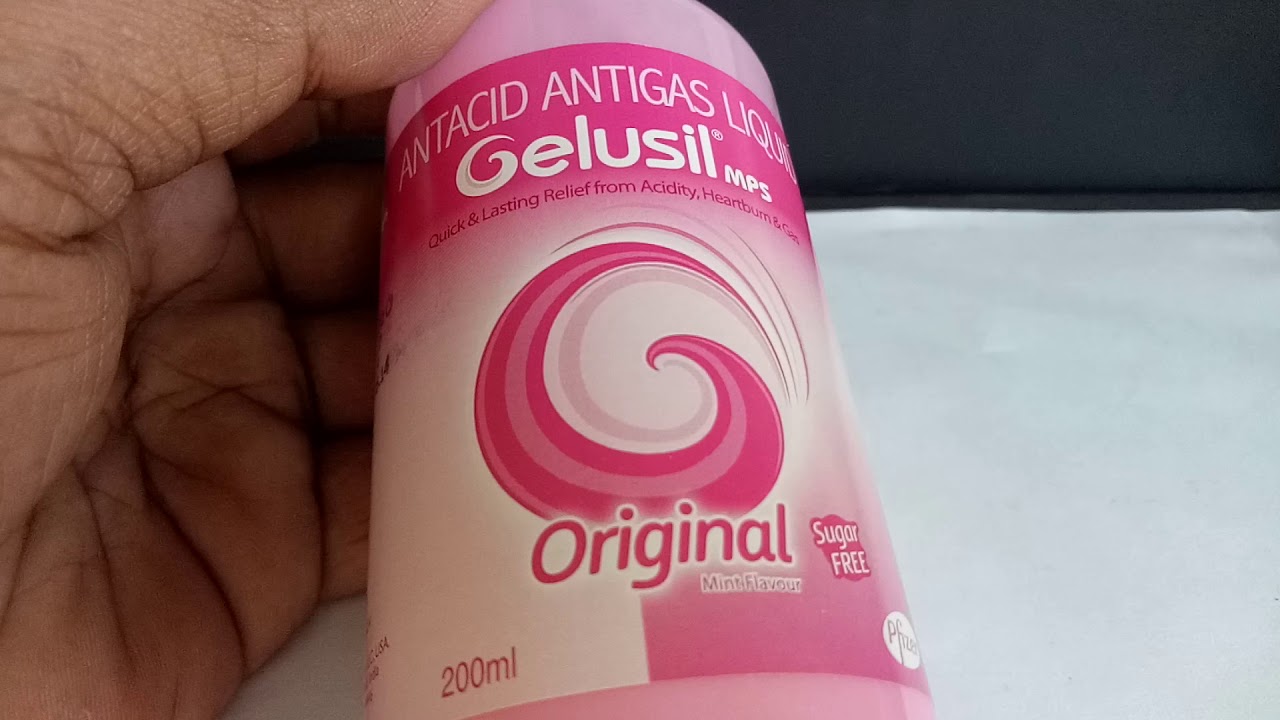 ANTACID ANTIGAS LIQUID
Gelusil® MPS
Quick & Lasting Relief from Acidity, Heartburn & Gas
Original
Mint Flavour
Sugar
FREE
Pfizer
200ml
USA